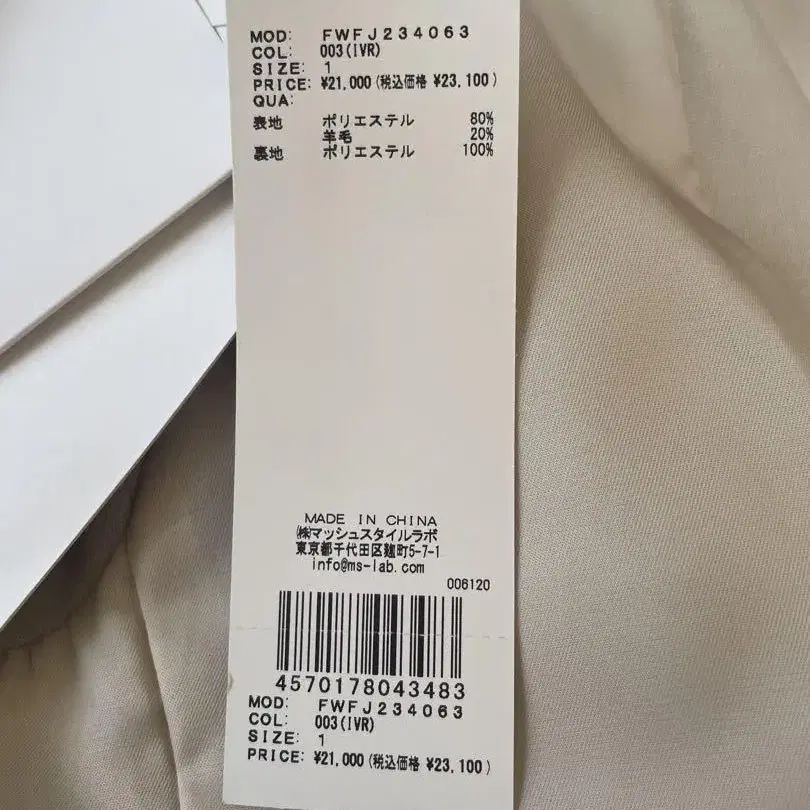 MOD: FWFJ234063
COL: 003(IVR)
SIZE: 1
PRICE: ¥21,000(税込価格 ¥23,100)
QUA:
表地 ポリエステル 80%
羊毛 20%
裏地 ポリエステル 100%
MADE IN CHINA
㈱マッシュスタイルラボ
東京都千代田区麹町5-7-1
info@ms-lab.com
006120
4570178043483
MOD: FWFJ234063
COL: 003(IVR)
SIZE: 1
PRICE: ¥21,000(税込価格 ¥23,100)